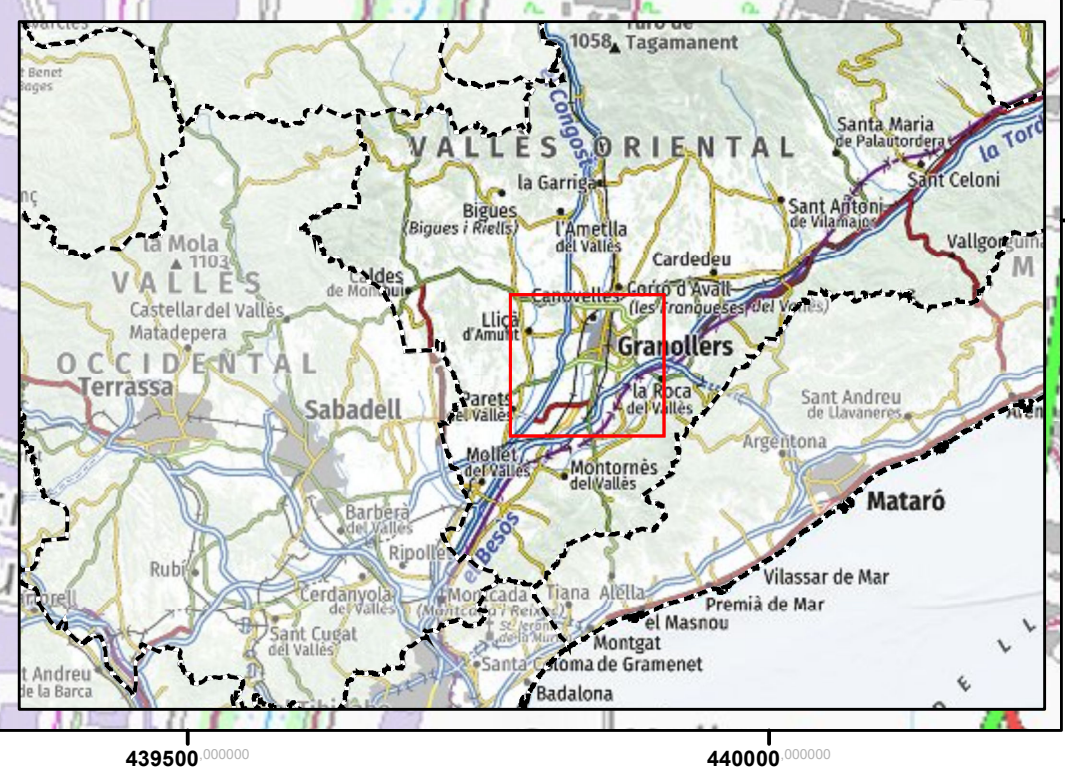 1058
Tagamanent
el Congost
VALLÈS ORIENTAL
Santa Maria
de Palautordera
la Tord
Sant Celoni
la Garriga
Bigues
(Bigues i Riells)
l'Ametlla
del Vallès
Sant Antoni
de Vilamajor
Vallgorguina
M
la Mola
1103
VALLÈS
OCCIDENTAL
Caldes
de Montbui
Cardedeu
Corró d'Avall
(les Franqueses del Vallès)
Canovelles
Castellar del Vallès
Matadepera
Lliçà
d'Amunt
Granollers
Terrassa
Sabadell
Parets
del Vallès
la Roca
del Vallès
Sant Andreu
de Llavaneres
Argentona
Mollet
del Vallès
Montornès
del Vallès
Mataró
Barberà
del Vallès
Ripollet
el Besòs
Rubí
Cerdanyola
del Vallès
Montcada
(Montcada i Reixac)
Tiana
Alella
Vilassar de Mar
Premià de Mar
el Masnou
Montgat
Sant Cugat
del Vallès
Santa Coloma de Gramenet
Badalona
t Andreu
de la Barca
E L L
439500.000000
440000.000000